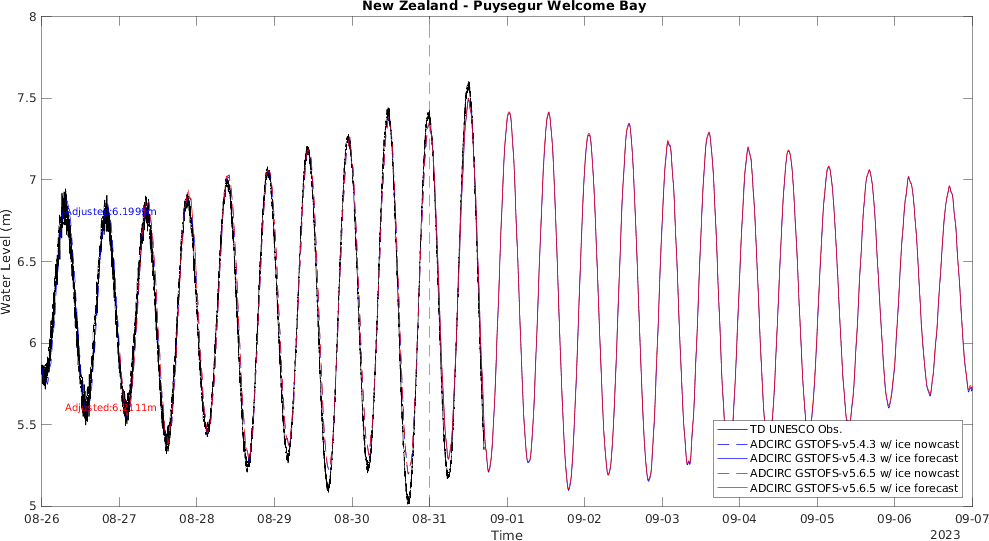 New Zealand - Puysegur Welcome Bay
8
7.5
7
6.5
6
5.5
5
Water Level (m)
Adjusted:6.1999m
TD UNESCO Obs.
ADCIRC GSTOFS-v5.4.3 w/ ice nowcast
ADCIRC GSTOFS-v5.4.3 w/ ice forecast
ADCIRC GSTOFS-v5.6.5 w/ ice nowcast
ADCIRC GSTOFS-v5.6.5 w/ ice forecast
08-26 08-27 08-28 08-29 08-30 08-31 09-01 09-02 09-03 09-04 09-05 09-06 09-07
Time
2023